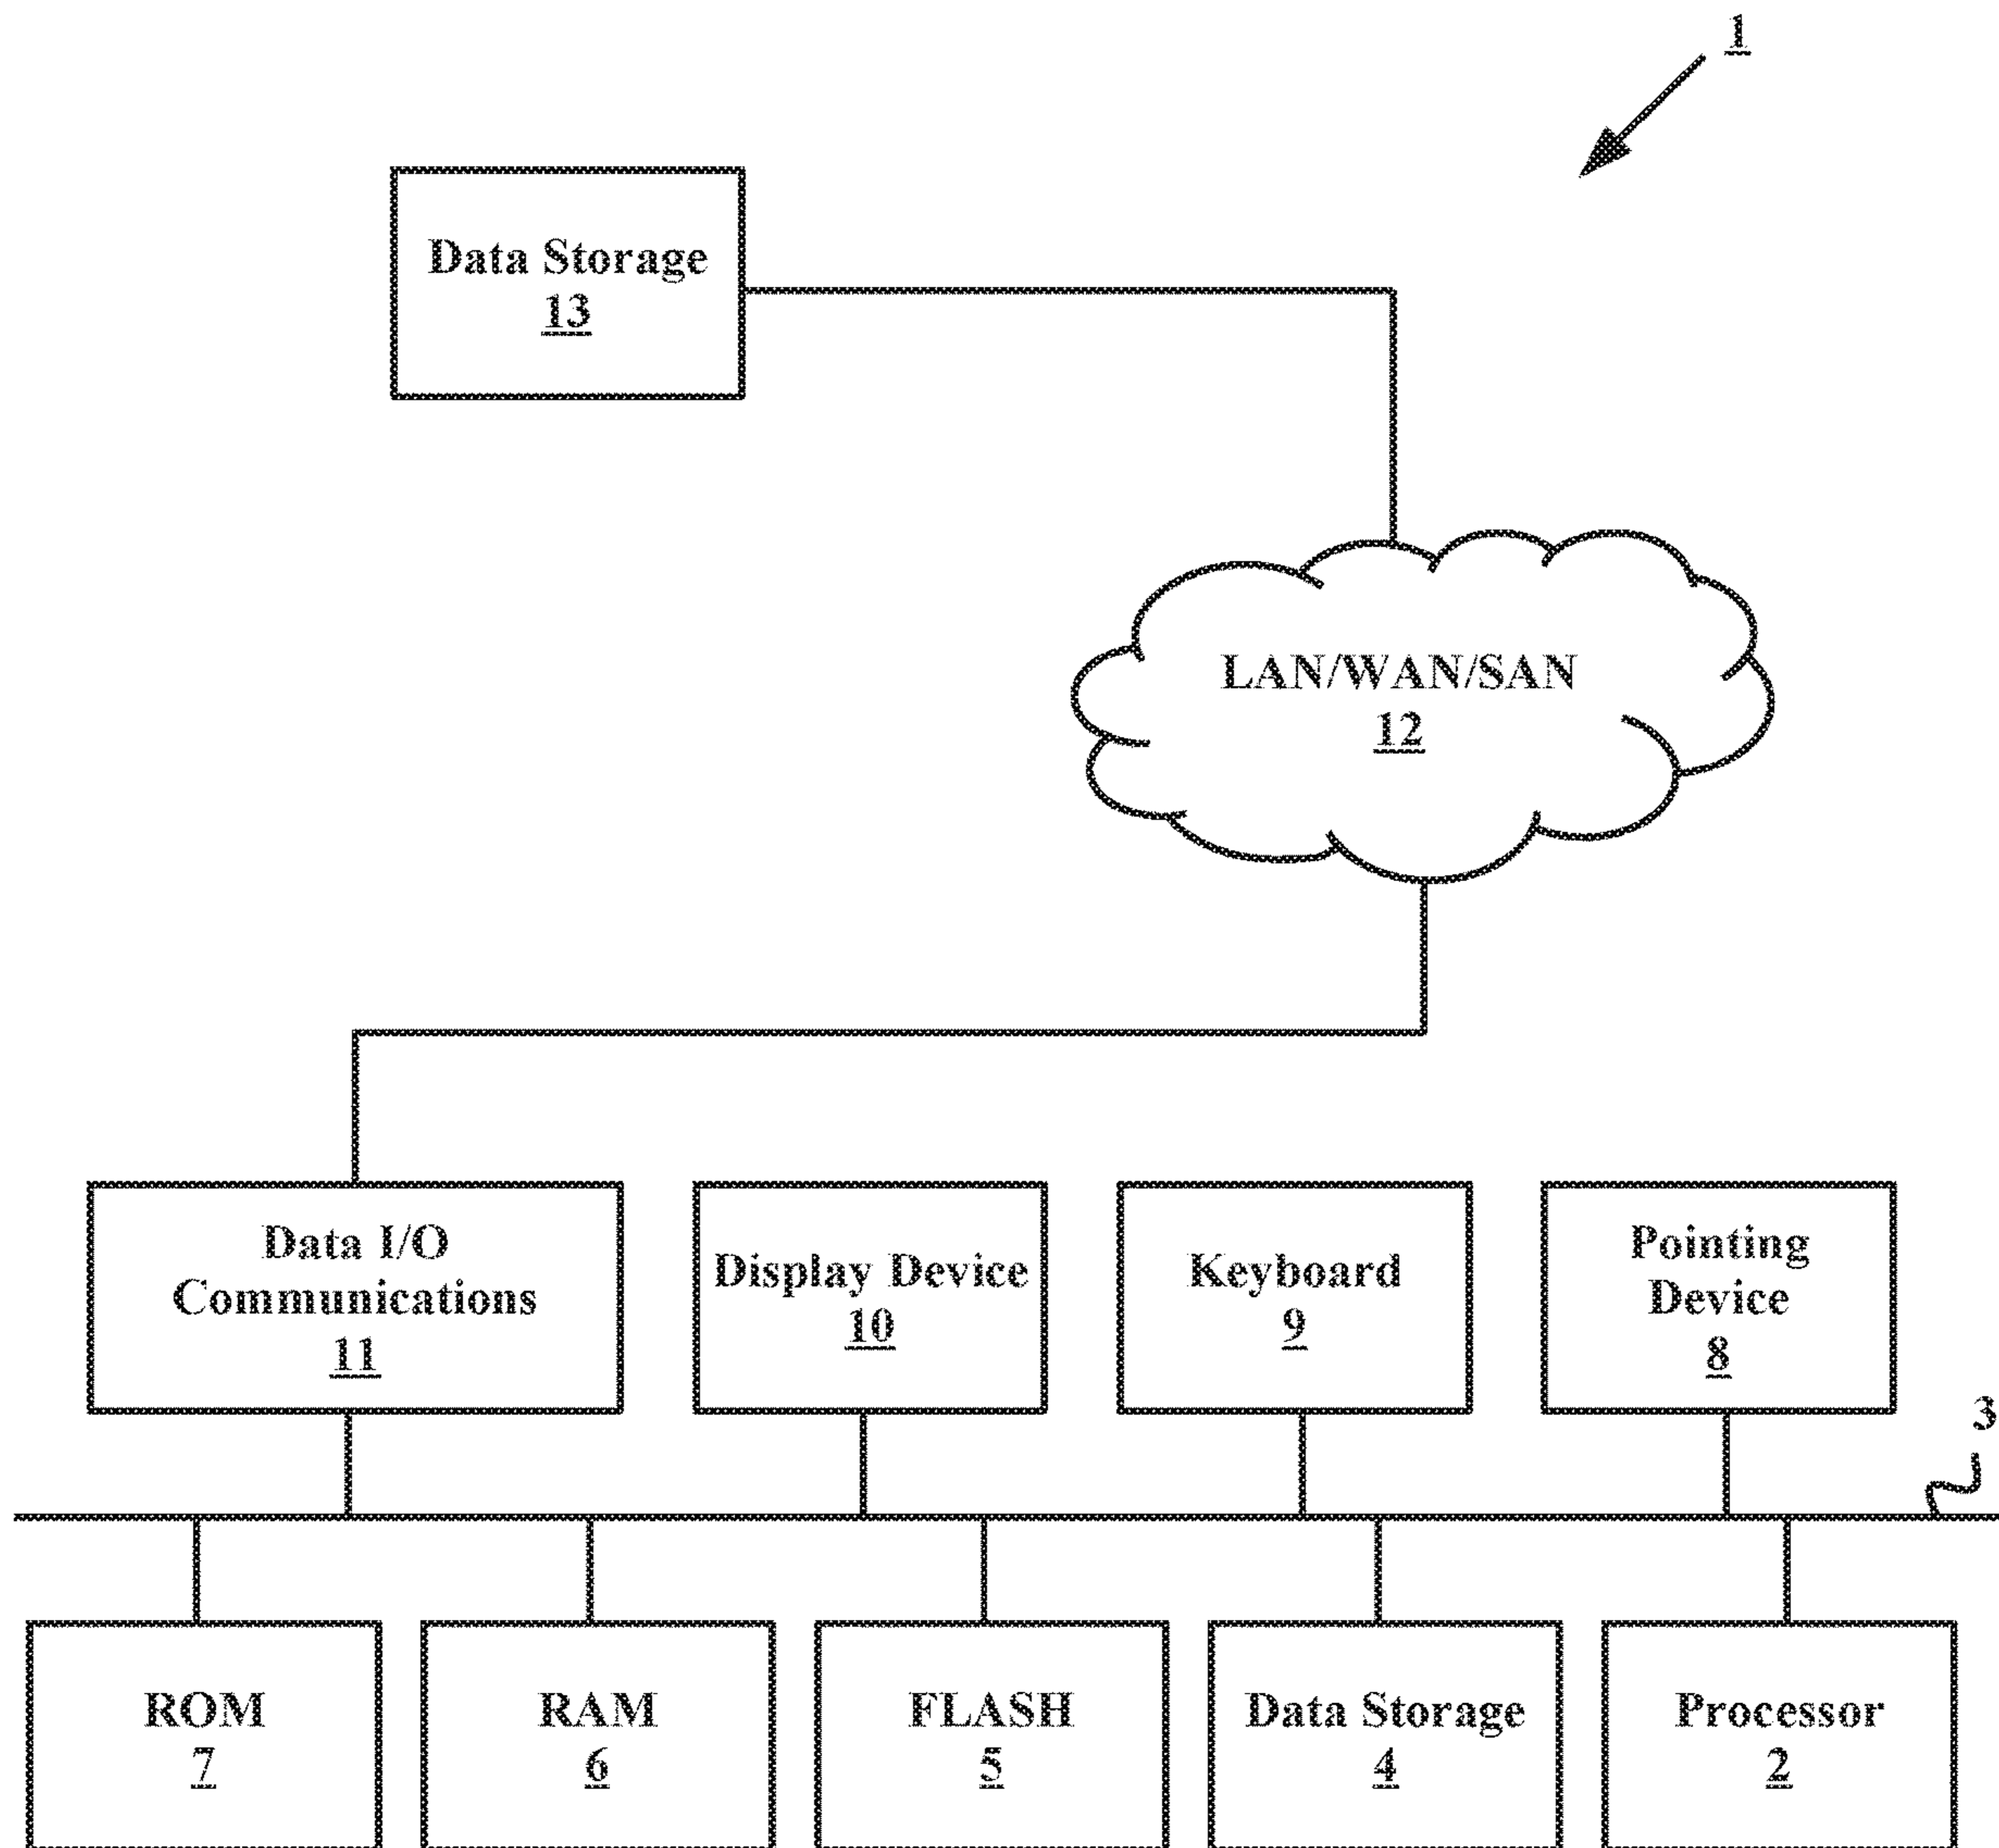 1
Data Storage
13
LAN/WAN/SAN
12
Data I/O
Communications
11
Display Device
10
Keyboard
9
Pointing
Device
8
3
ROM
7
RAM
6
FLASH
5
Data Storage
4
Processor
2